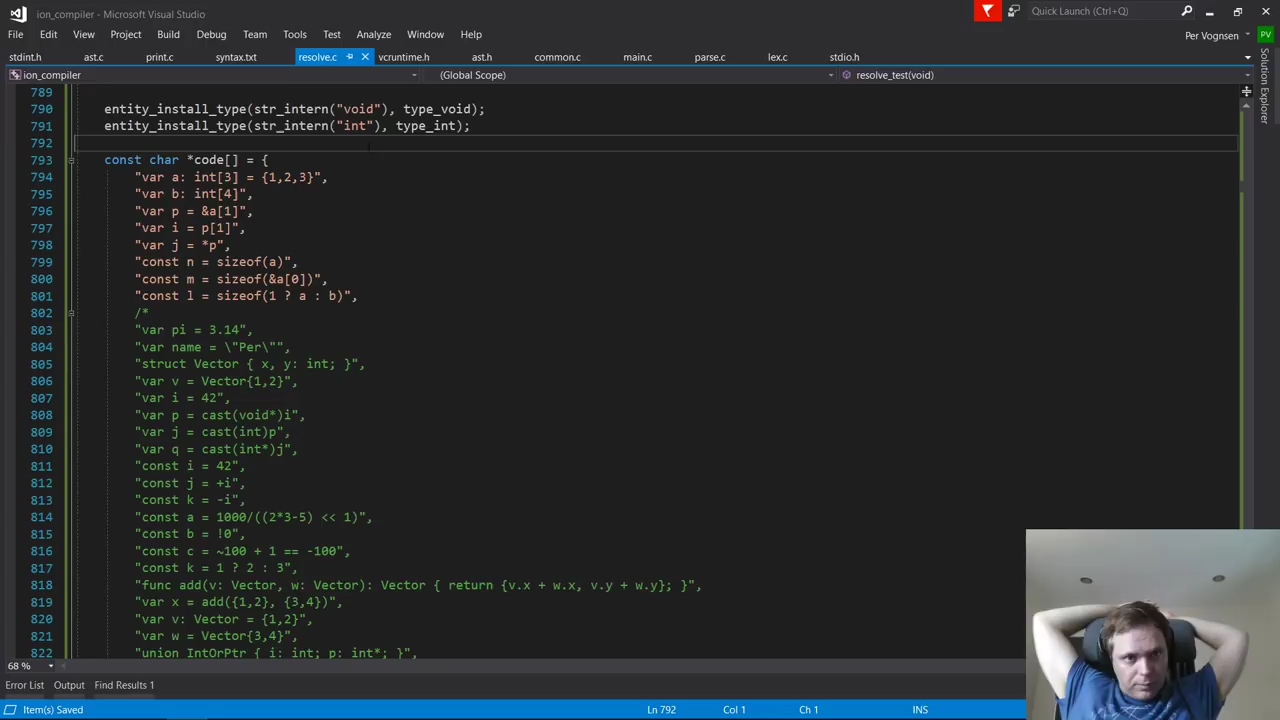 ion_compiler - Microsoft Visual Studio
Quick Launch (Ctrl+Q)
File Edit View Project Build Debug Team Tools Test Analyze Window Help
Per Vognsen
PV
stdint.h ast.c print.c syntax.txt resolve.c vcruntime.h ast.h common.c main.c parse.c lex.c stdio.h
Solution Explorer
ion_compiler (Global Scope) resolve_test(void)
789
790 entity_install_type(str_intern("void"), type_void);
791 entity_install_type(str_intern("int"), type_int);
792
793 const char *code[] = {
794 "var a: int[3] = {1,2,3}",
795 "var b: int[4]",
796 "var p = &a[1]",
797 "var i = p[1]",
798 "var j = *p",
799 "const n = sizeof(a)",
800 "const m = sizeof(&a[0])",
801 "const l = sizeof(1 ? a : b)",
802 /*
803 "var pi = 3.14",
804 "var name = \"Per\"",
805 "struct Vector { x, y: int; }",
806 "var v = Vector{1,2}",
807 "var i = 42",
808 "var p = cast(void*)i",
809 "var j = cast(int)p",
810 "var q = cast(int*)j",
811 "const i = 42",
812 "const j = +i",
813 "const k = -i",
814 "const a = 1000/((2*3-5) << 1)",
815 "const b = !0",
816 "const c = ~100 + 1 == -100",
817 "const k = 1 ? 2 : 3",
818 "func add(v: Vector, w: Vector): Vector { return {v.x + w.x, v.y + w.y}; }",
819 "var x = add({1,2}, {3,4})",
820 "var v: Vector = {1,2}",
821 "var w = Vector{3,4}",
822 "union IntOrPtr { i: int; p: int*; }",
68 %
Error List Output Find Results 1
Item(s) Saved Ln 792 Col 1 Ch 1 INS